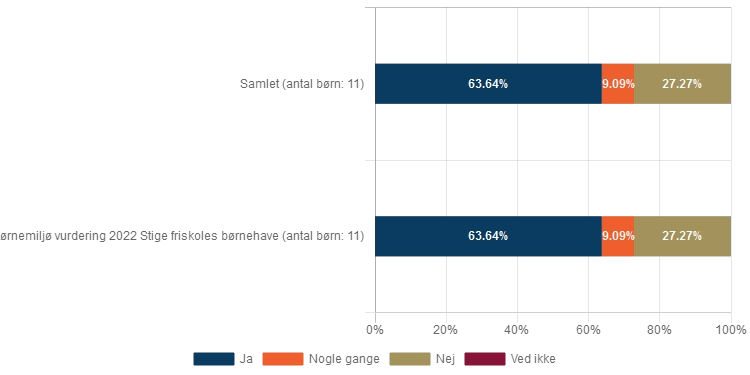 Samlet (antal børn: 11)
63.64%
9.09%
27.27%
ørnemiljø vurdering 2022 Stige friskoles børnehave (antal børn: 11)
63.64%
9.09%
27.27%
0%
20%
40%
60%
80%
100%
Ja
Nogle gange
Nej
Ved ikke